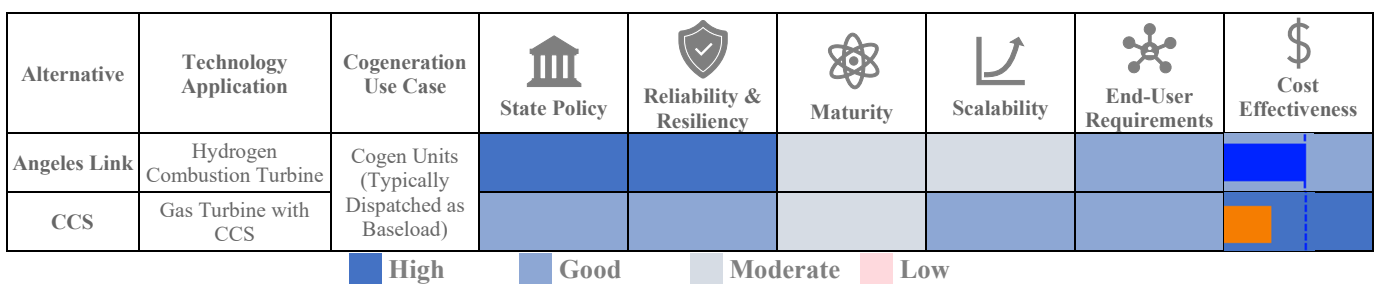 Alternative
Technology
Application
Cogeneration
Use Case
State Policy
Reliability &
Resiliency
Maturity
Scalability
End-User
Requirements
$
Cost
Effectiveness
Angeles Link
Hydrogen
Combustion Turbine
Cogen Units
(Typically
Dispatched as
Baseload)
CCS
Gas Turbine with
CCS
High
Good
Moderate
Low